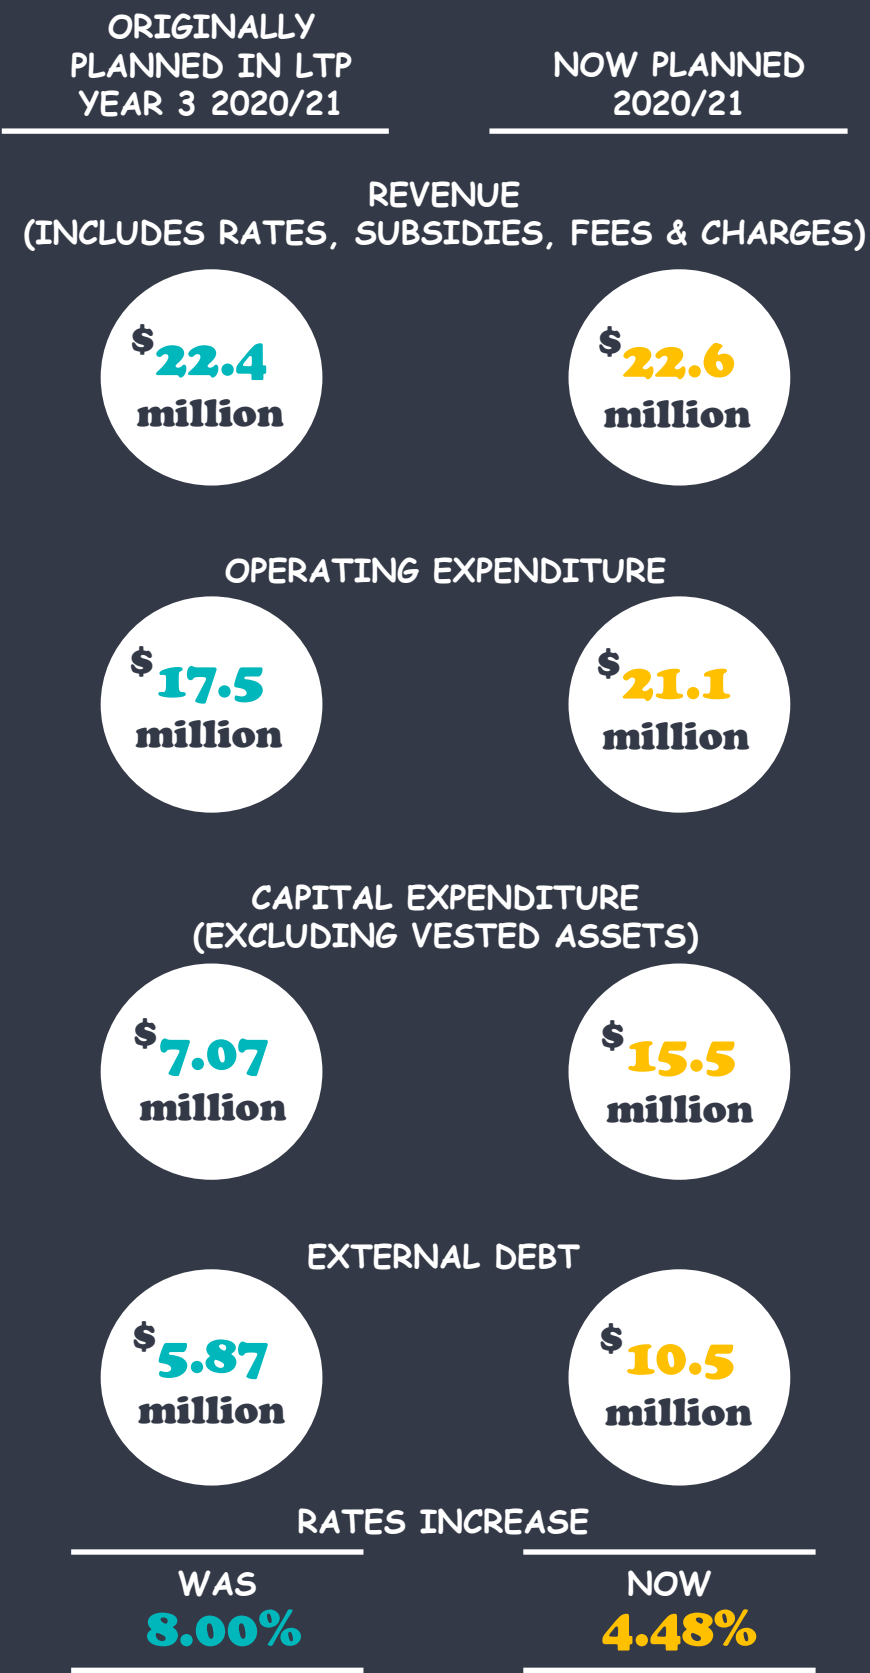 ORIGINALLY
PLANNED IN LTP
YEAR 3 2020/21
NOW PLANNED
2020/21
REVENUE
(INCLUDES RATES, SUBSIDIES, FEES & CHARGES)
$22.4
million
$22.6
million
OPERATING EXPENDITURE
$17.5
million
$21.1
million
CAPITAL EXPENDITURE
(EXCLUDING VESTED ASSETS)
$7.07
million
$15.5
million
EXTERNAL DEBT
$5.87
million
$10.5
million
RATES INCREASE
WAS
8.00%
NOW
4.48%